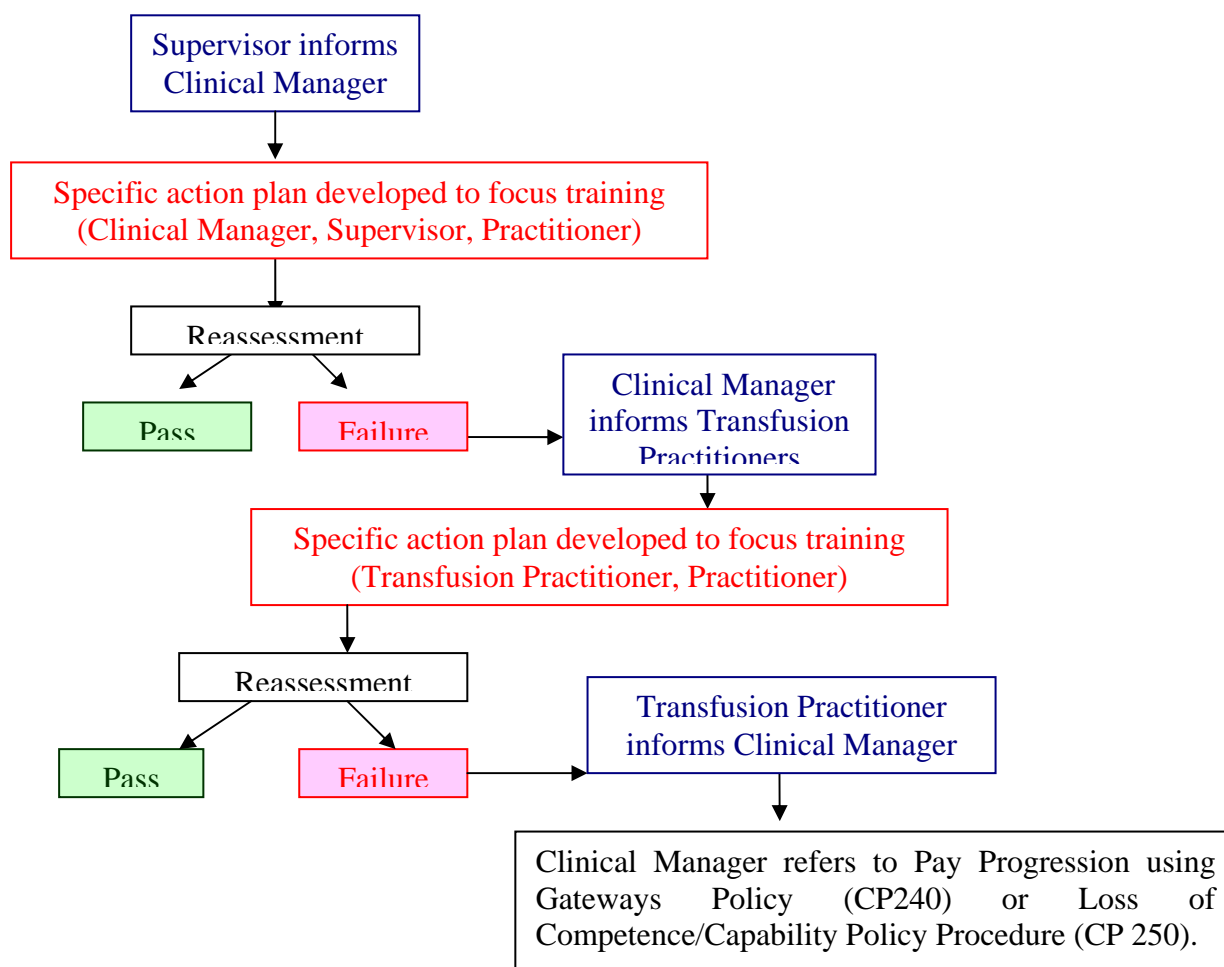 Supervisor informs
Clinical Manager
Specific action plan developed to focus training
(Clinical Manager, Supervisor, Practitioner)
Reassessment
Pass
Failure
Clinical Manager
informs Transfusion
Practitioners
Specific action plan developed to focus training
(Transfusion Practitioner, Practitioner)
Reassessment
Pass
Failure
Transfusion Practitioner
informs Clinical Manager
Clinical Manager refers to Pay Progression using
Gateways Policy (CP240) or Loss of
Competence/Capability Policy Procedure (CP 250).